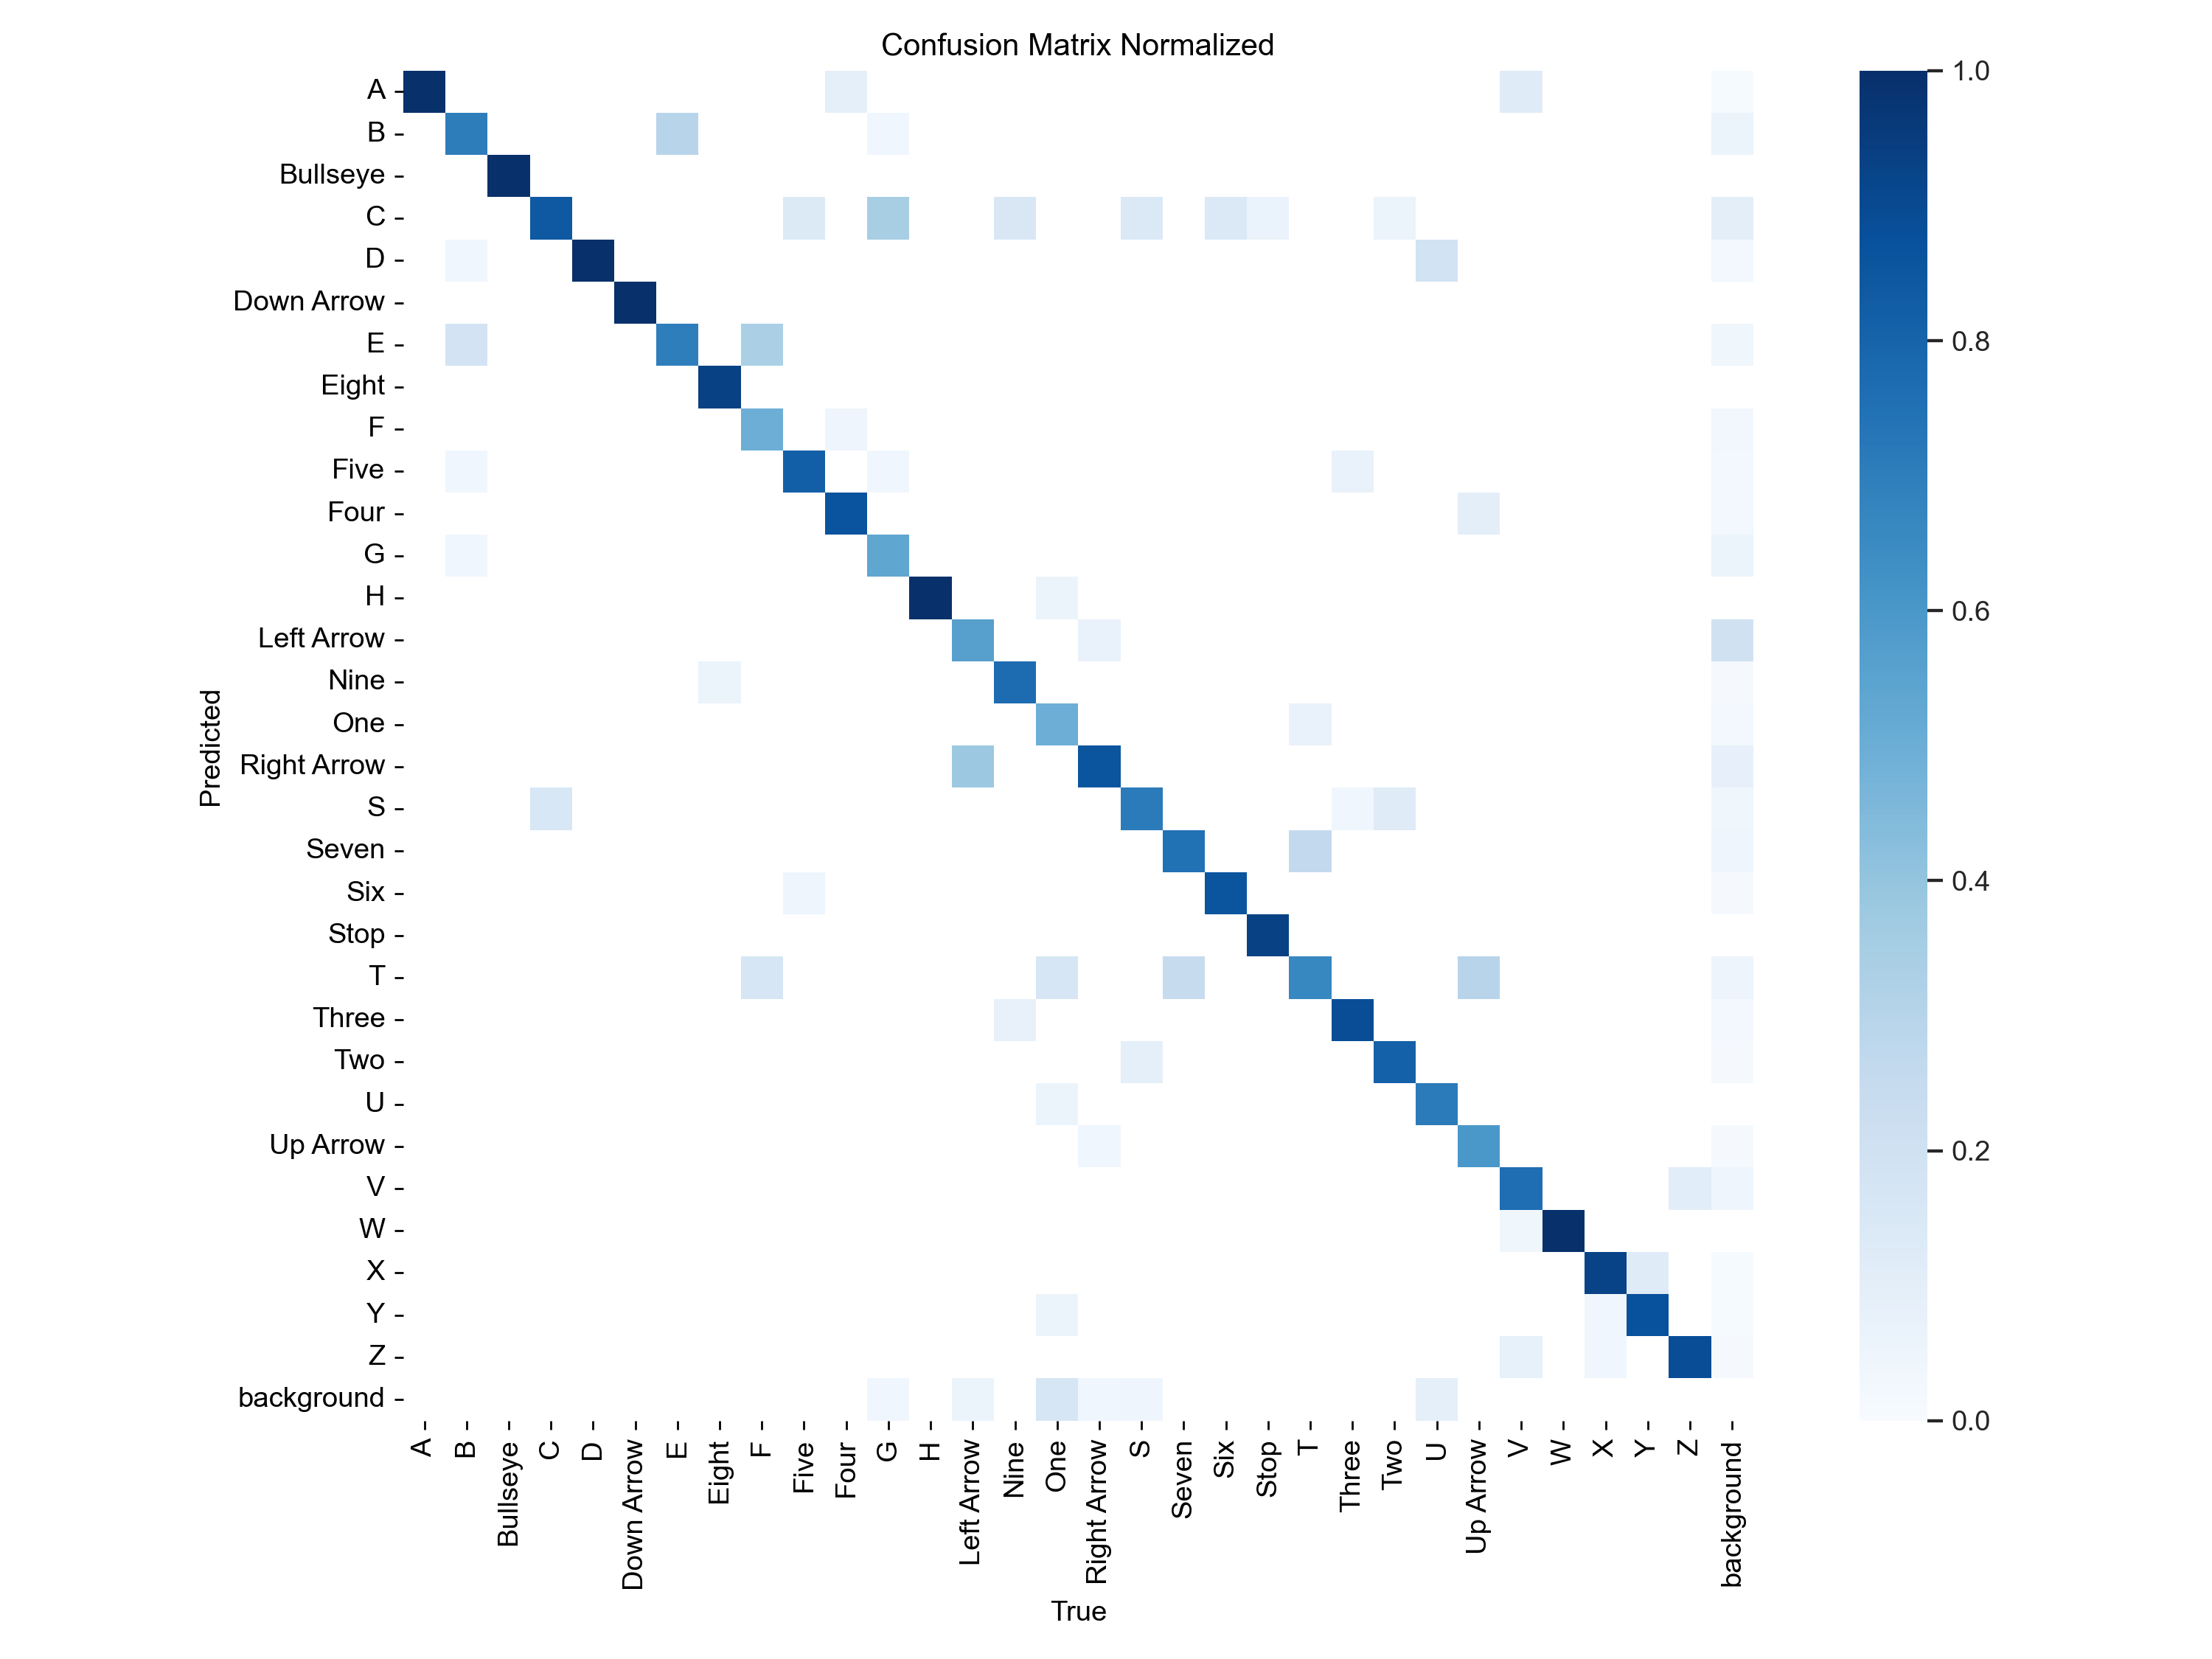 Confusion Matrix Normalized
A
B
Bullseye
C
D
Down Arrow
E
Eight
F
Five
Four
G
H
Left Arrow
Nine
One
Right Arrow
S
Seven
Six
Stop
T
Three
Two
U
Up Arrow
V
W
X
Y
Z
background
Predicted
A
B
Bullseye
C
D
Down Arrow
E
Eight
F
Five
Four
G
H
Left Arrow
Nine
One
Right Arrow
S
Seven
Six
Stop
T
Three
Two
U
Up Arrow
V
W
X
Y
Z
background
True
1.0
0.8
0.6
0.4
0.2
0.0